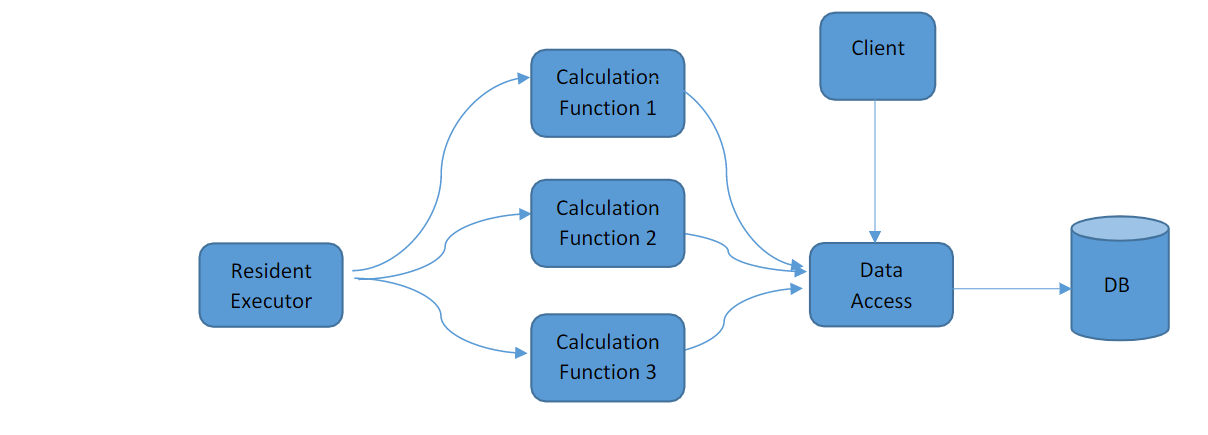 Client
Calculation
Function 1
Calculation
Function 2
Resident
Executor
Data
Access
DB
Calculation
Function 3